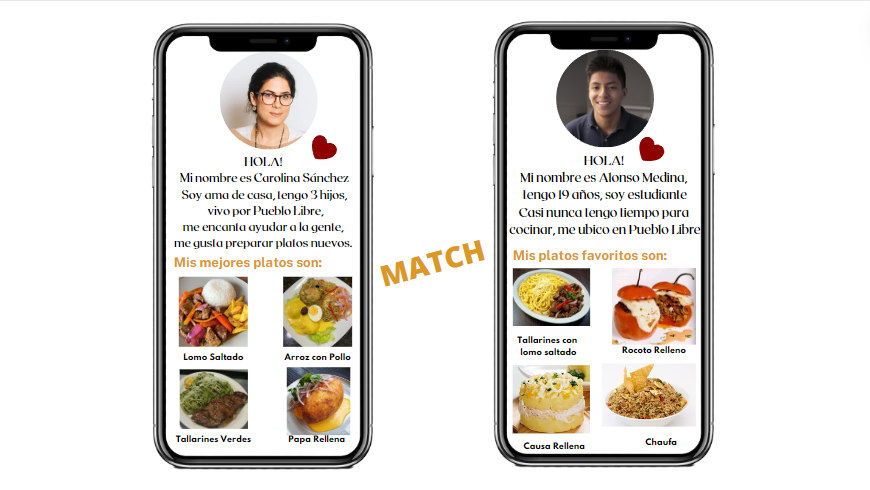 HOLA!
Mi nombre es Carolina Sánchez
Soy ama de casa, tengo 3 hijos,
vivo por Pueblo Libre,
me encanta ayudar a la gente,
me gusta preparar platos nuevos.
Mis mejores platos son:
Lomo Saltado
Arroz con Pollo
Tallarines Verdes
Papa Rellena
MATCH
HOLA!
Mi nombre es Alonso Medina,
tengo 19 años, soy estudiante
Casi nunca tengo tiempo para
cocinar, me ubico en Pueblo Libre
Mis platos favoritos son:
Tallarines con
lomo saltado
Rocoto Relleno
Causa Rellena
Chaufa